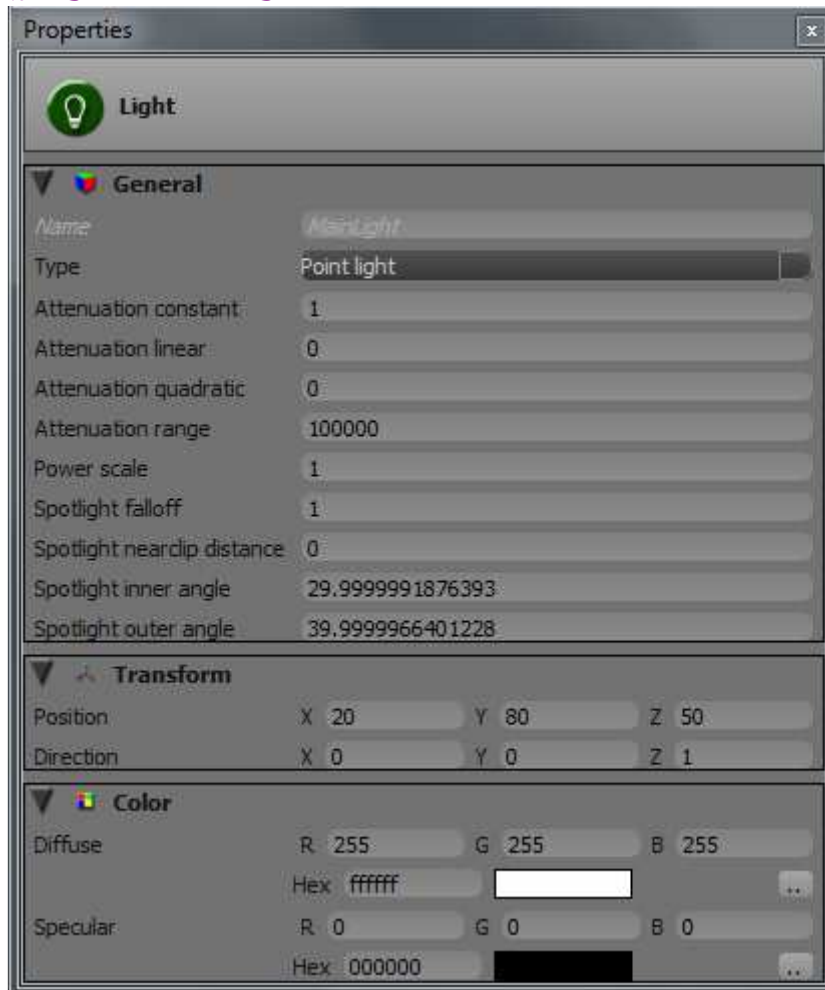 Properties
Light
General
Name MainLight
Type Point light
Attenuation constant 1
Attenuation linear 0
Attenuation quadratic 0
Attenuation range 100000
Power scale 1
Spotlight falloff 1
Spotlight nearclip distance 0
Spotlight inner angle 29.9999991876393
Spotlight outer angle 39.9999966401228
Transform
Position X 20 Y 80 Z 50
Direction X 0 Y 0 Z 1
Color
Diffuse R 255 G 255 B 255
Hex ffffff ..
Specular R 0 G 0 B 0
Hex 000000 ..